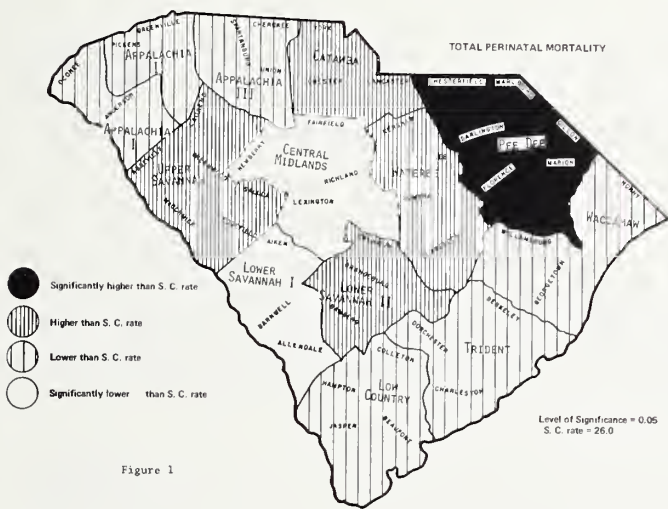 TOTAL PERINATAL MORTALITY
GREENVILLE
CHEROKEE
YORK
PICKENS
SPARTANBURG
OCONEE
APPALACHIA
CATAWBA
UNION
APPALACHIA III
CHESTER
LANCASTER
CHESTERFIELD
ANDERSON
LAURENS
FAIRFIELD
KERSHAW
DILLON
APPALACHIA
I
DARLINGTON
PEE DEE
CENTRAL
MIDLANDS
NEWBERRY
MARION
UPPER
SAVANNAH
RICHLAND
FLORENCE
HORRY
SALUDA
LEXINGTON
WACCAMAW
WILLIAMSBURG
AIKEN
LOWER
SAVANNAH I
GEORGETOWN
LOWER
SAVANNAH II
BAMBERG
BERKELEY
BARNWELL
DORCHESTER
TRIDENT
ALLENDALE
COLLETON
HAMPTON
LOW
COUNTRY
CHARLESTON
JASPER
BEAUFORT
Significantly higher than S. C. rate
Higher than S. C. rate
Lower than S. C. rate
Significantly lower than S. C. rate
Level of Significance = 0.05
S. C. rate = 26.0
Figure 1